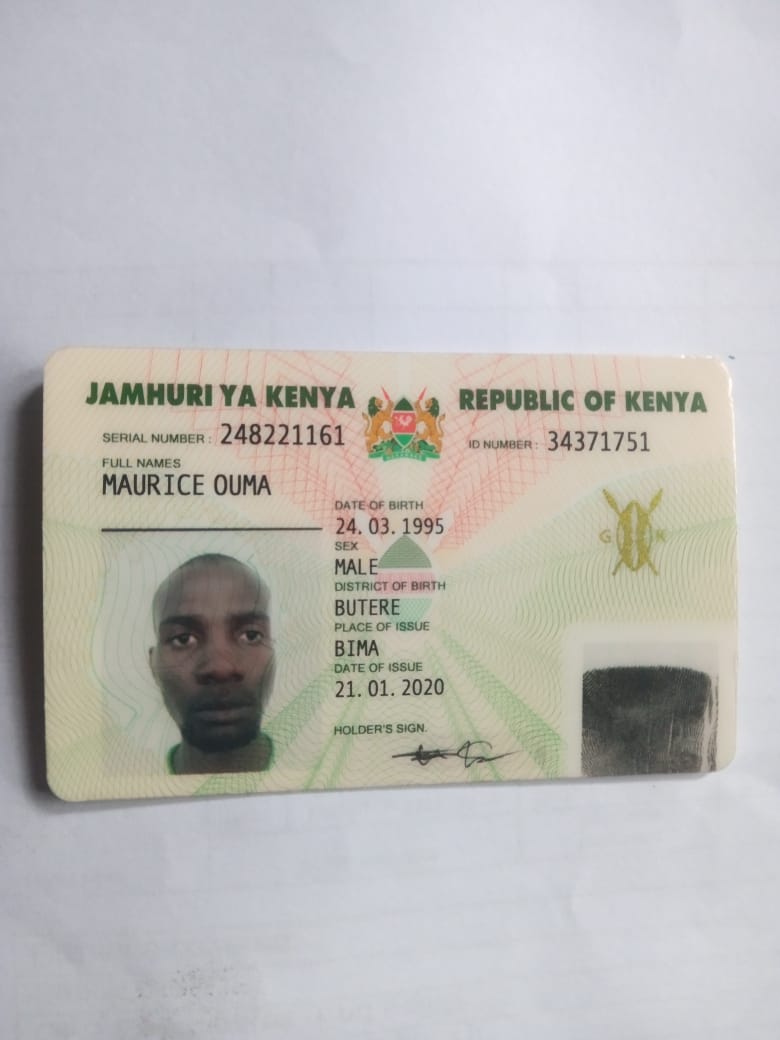 JAMHURI YA KENYA REPUBLIC OF KENYA
SERIAL NUMBER: 248221161 ID NUMBER: 34371751
FULL NAMES
MAURICE OUMA
DATE OF BIRTH
24.03.1995
SEX
MALE
DISTRICT OF BIRTH
BUTERE
PLACE OF ISSUE
BIMA
DATE OF ISSUE
21.01.2020
HOLDER'S SIGN.
G K